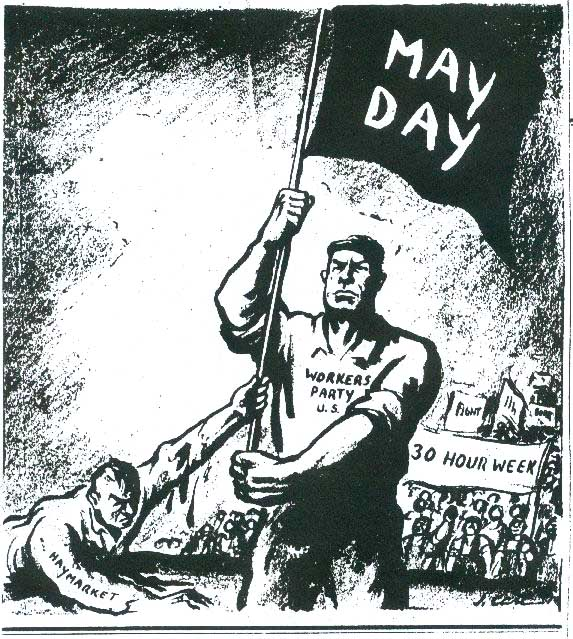 MAY
DAY
WORKERS
PARTY
U.S.
FIGHT
30 HOUR WEEK
HAYMARKET